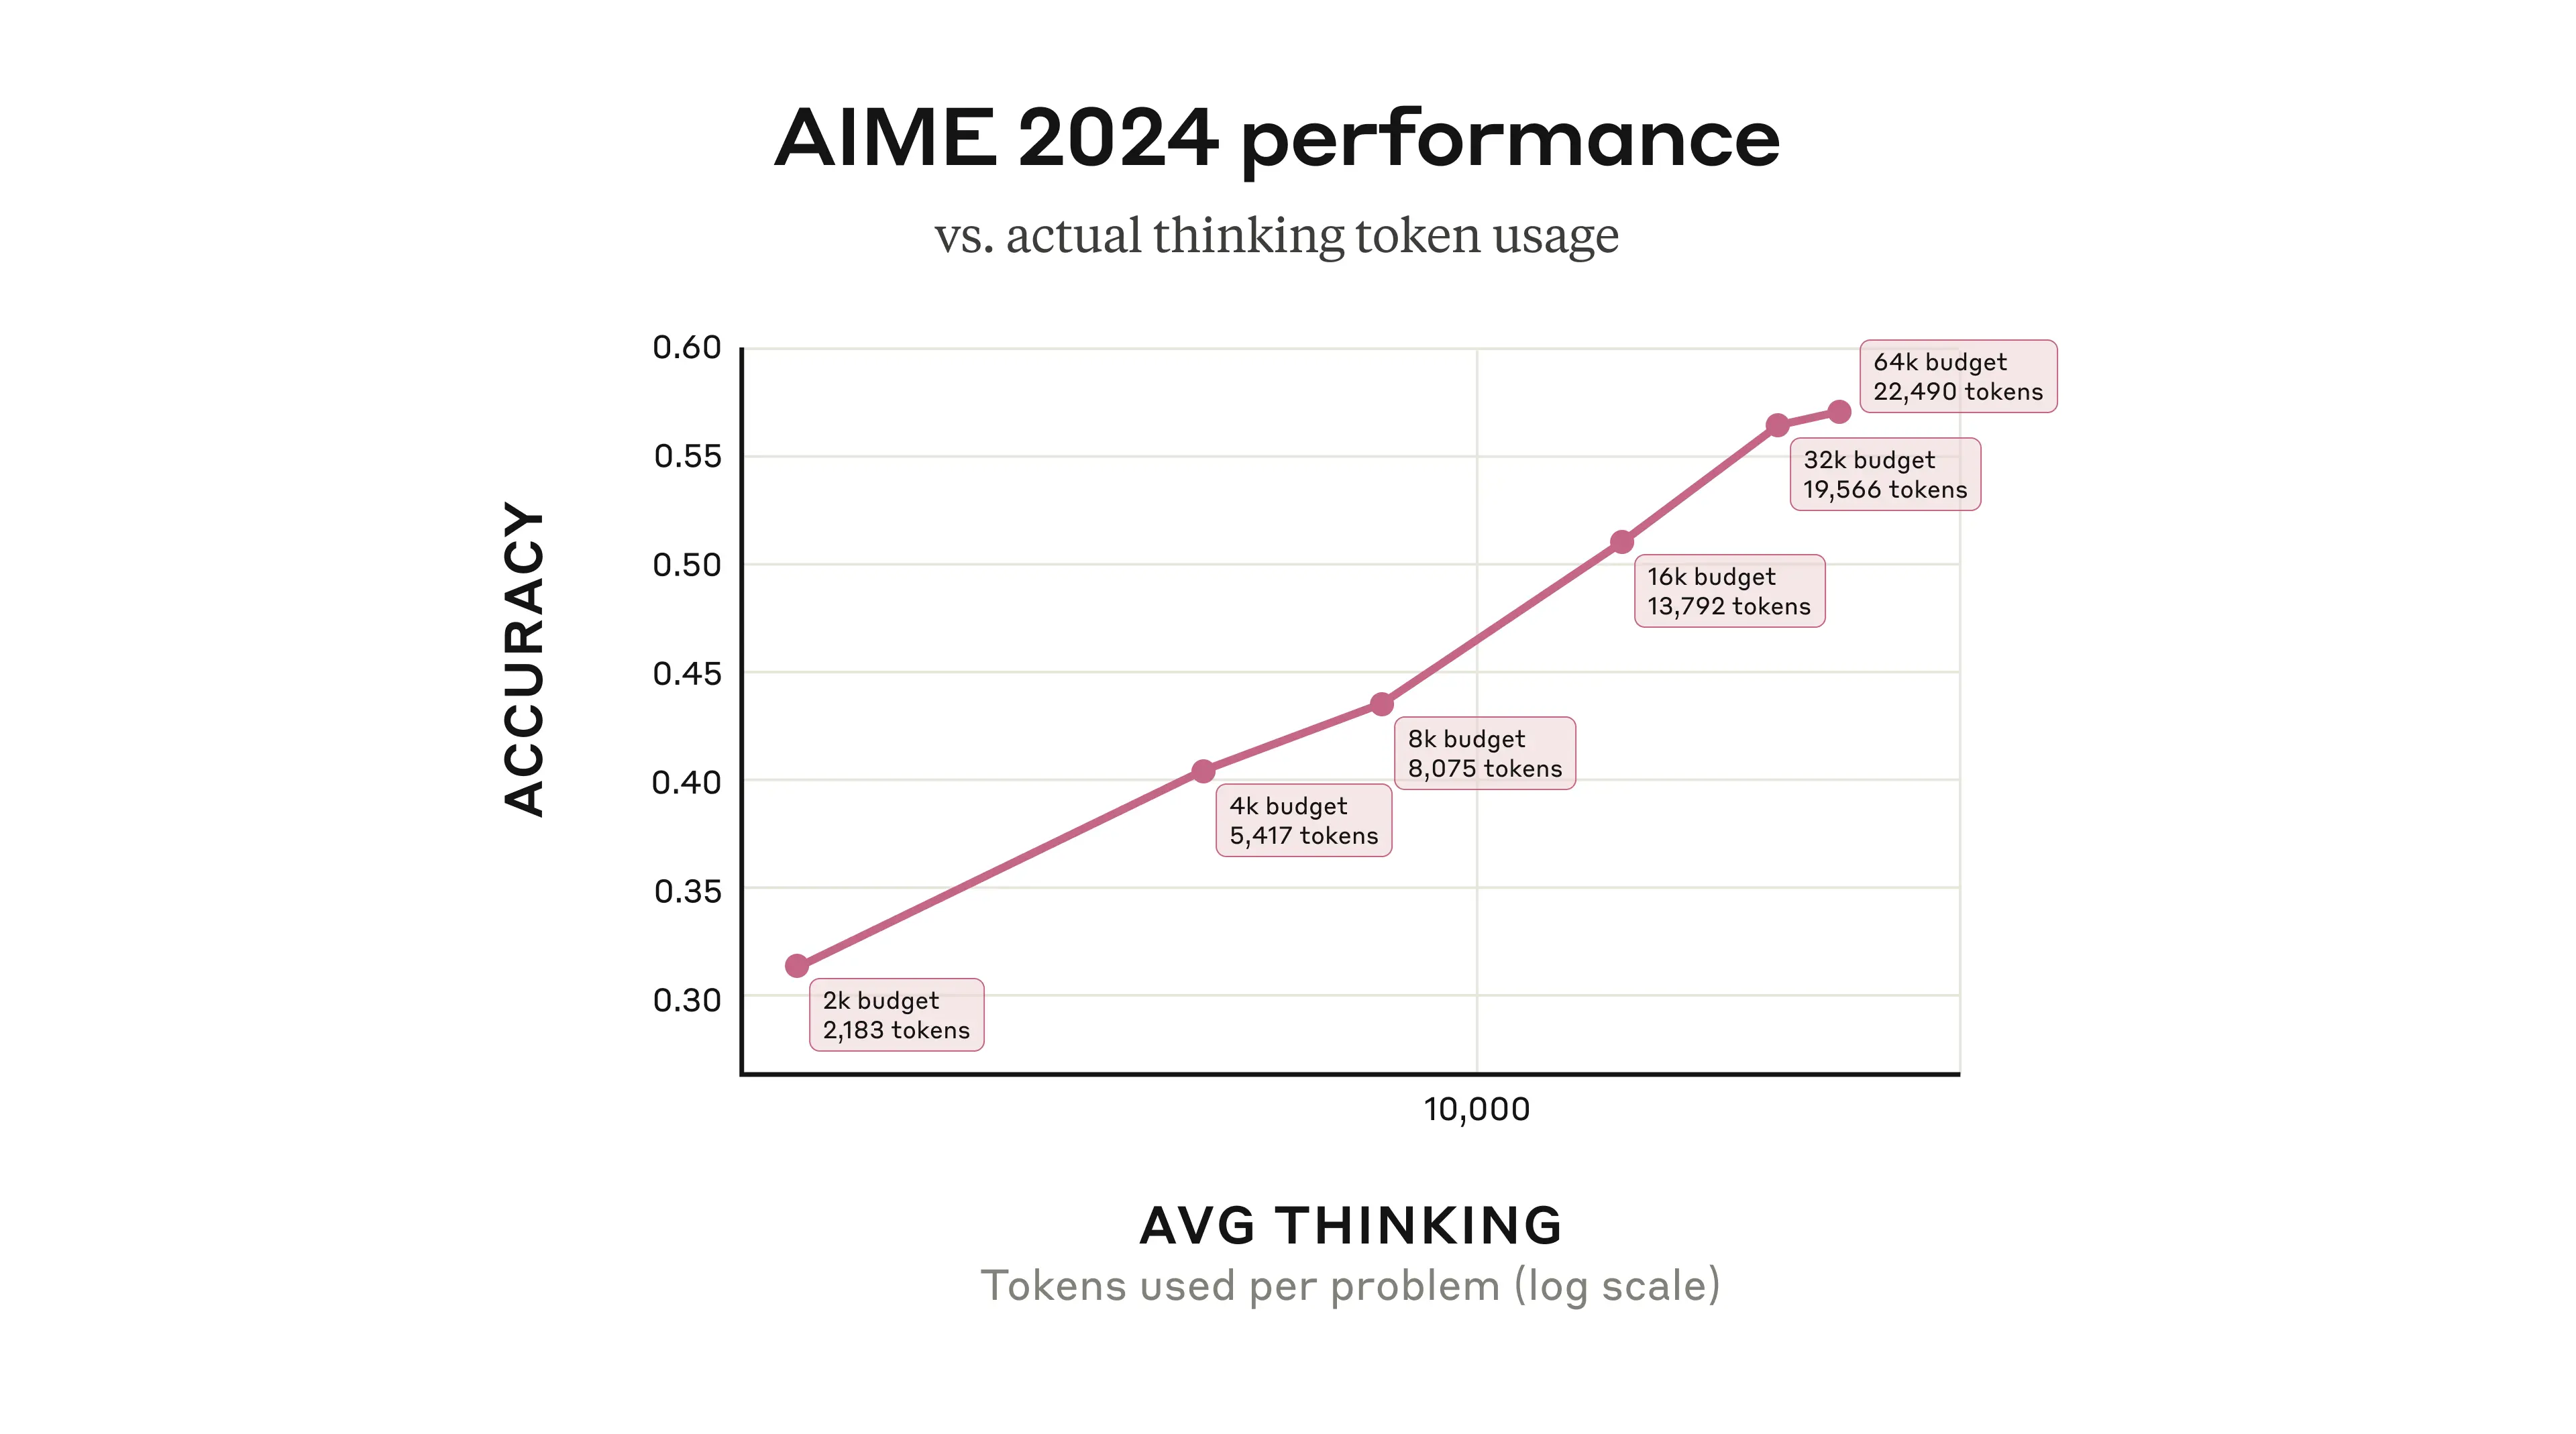 AIME 2024 performance
vs. actual thinking token usage
ACCURACY
0.60
0.55
0.50
0.45
0.40
0.35
0.30
64k budget
22,490 tokens
32k budget
19,566 tokens
16k budget
13,792 tokens
8k budget
8,075 tokens
4k budget
5,417 tokens
2k budget
2,183 tokens
10,000
AVG THINKING
Tokens used per problem (log scale)